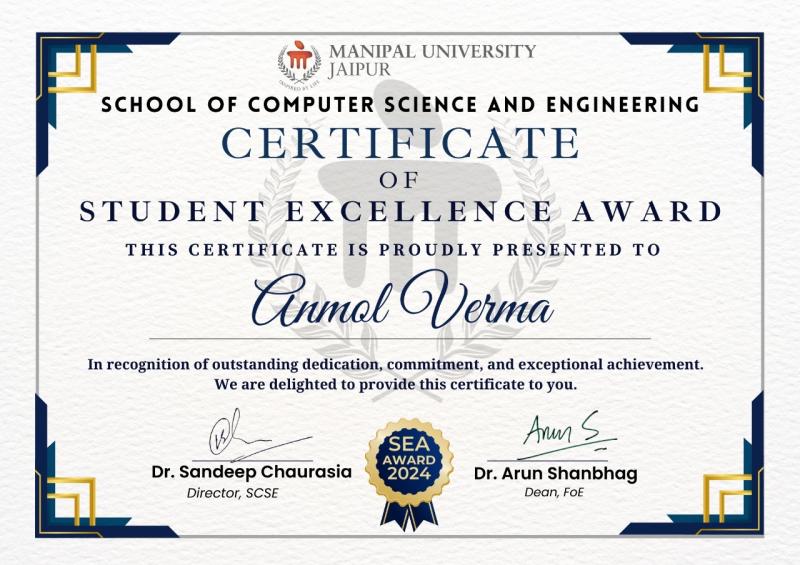 MANIPAL UNIVERSITY
JAIPUR
INSPIRED BY LIFE
SCHOOL OF COMPUTER SCIENCE AND ENGINEERING
CERTIFICATE
OF
STUDENT EXCELLENCE AWARD
THIS CERTIFICATE IS PROUDLY PRESENTED TO
Anmol Verma
In recognition of outstanding dedication, commitment, and exceptional achievement.
We are delighted to provide this certificate to you.
Arun S
SEA
AWARD
2024
Dr. Sandeep Chaurasia
Director, SCSE
Dr. Arun Shanbhag
Dean, FoE